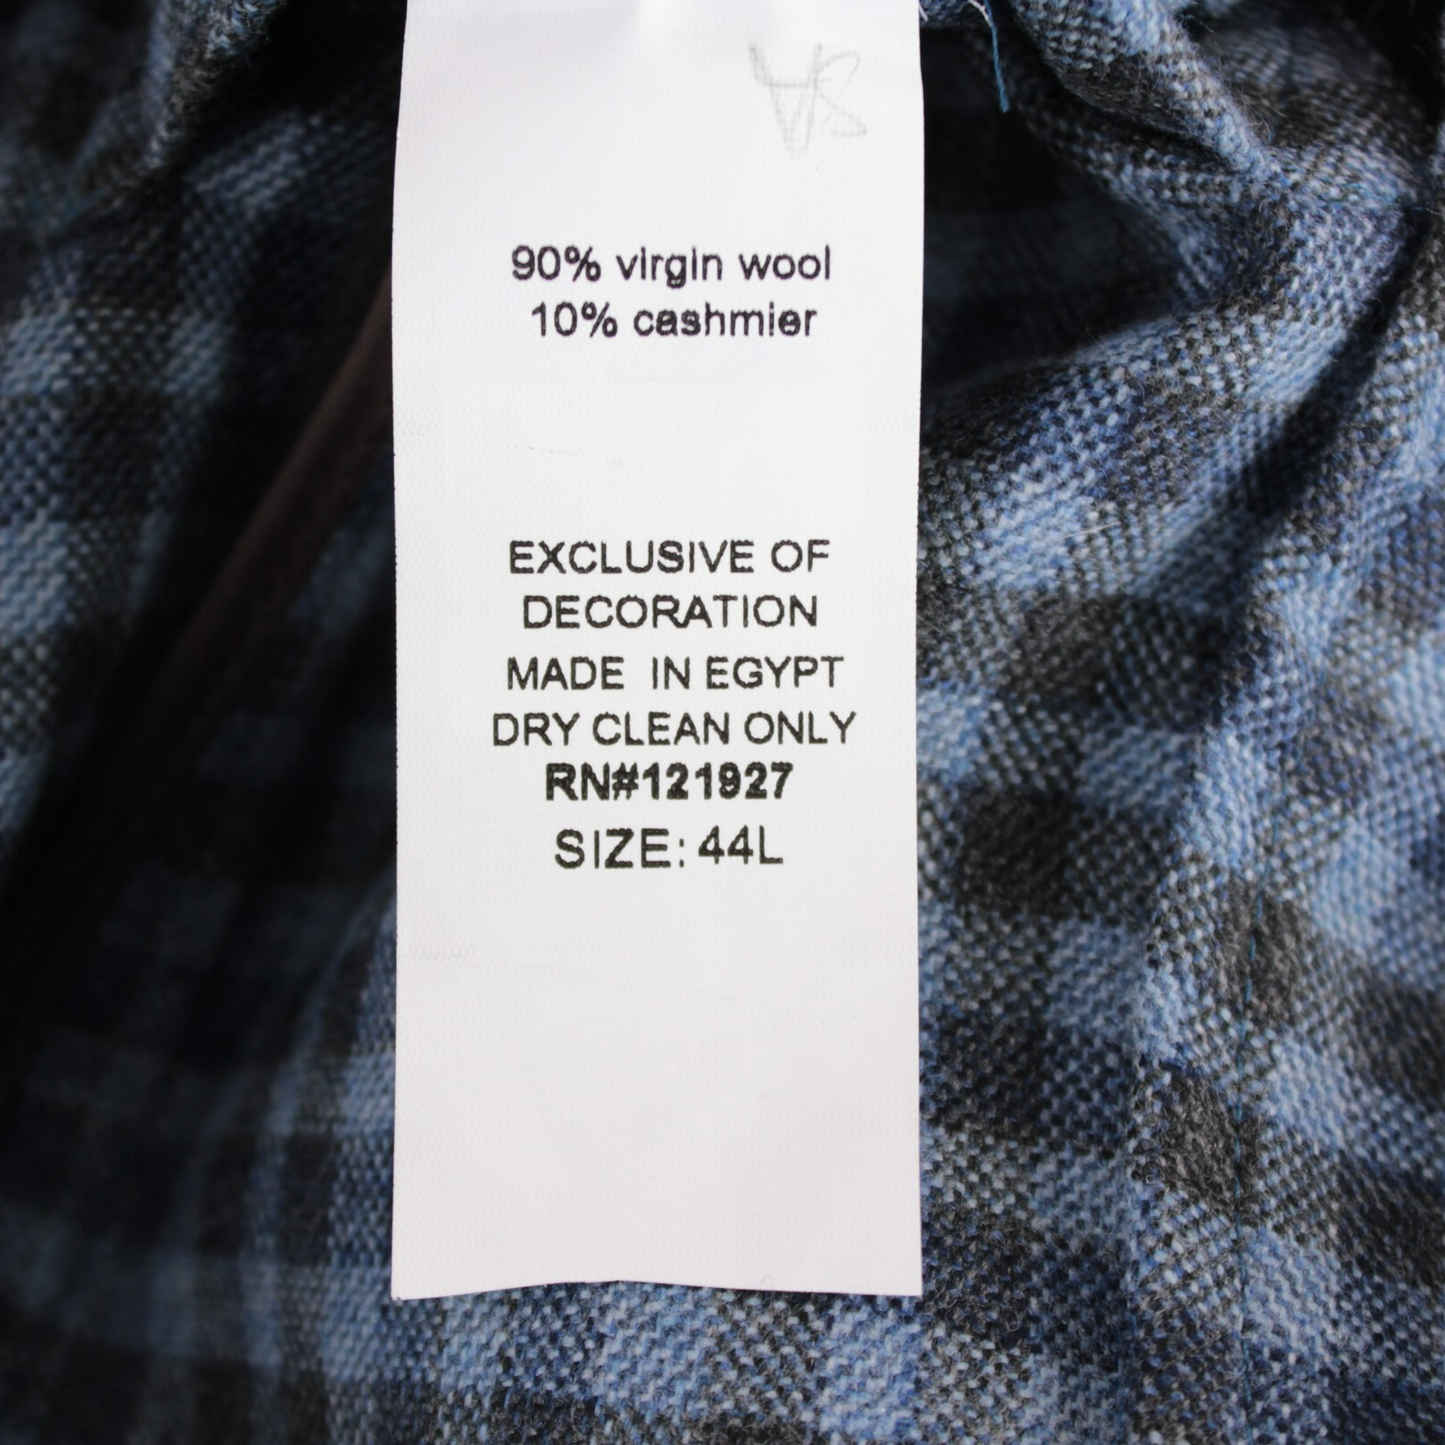 90% virgin wool
10% cashmier
EXCLUSIVE OF
DECORATION
MADE IN EGYPT
DRY CLEAN ONLY
RN#121927
SIZE: 44L